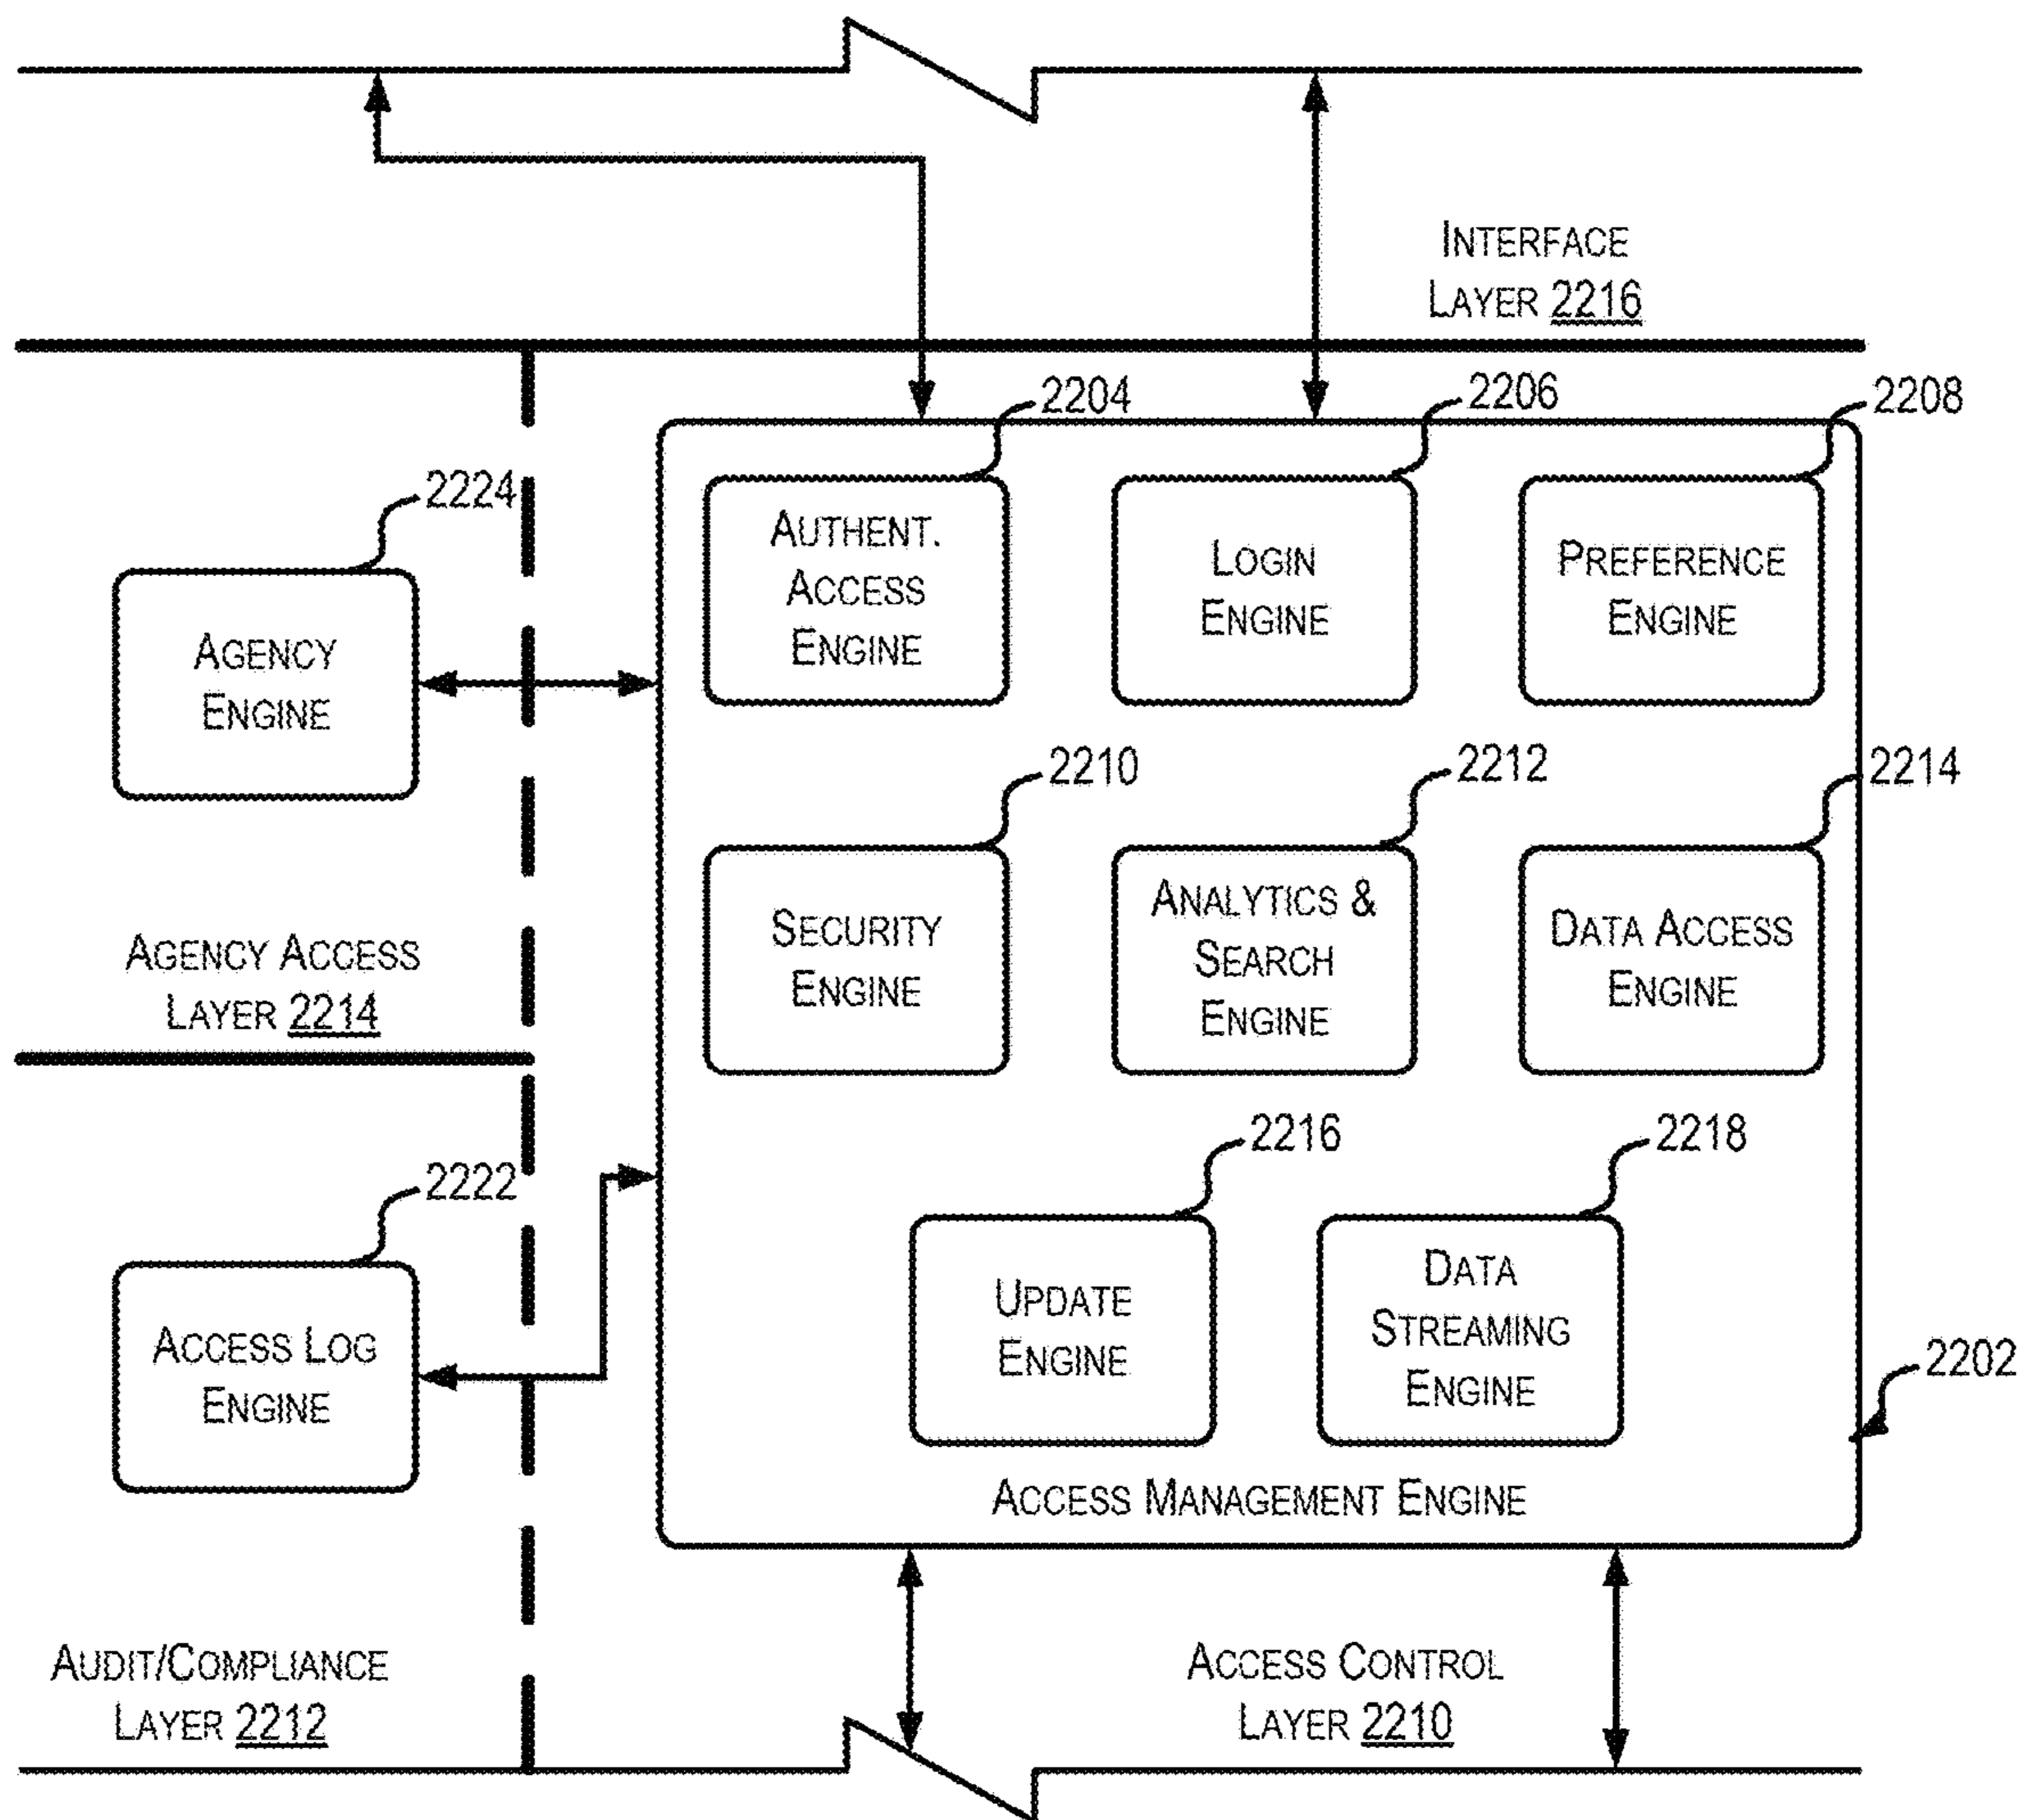 INTERFACE
LAYER 2216
2204
2206
2208
2224
AUTHENT.
ACCESS
ENGINE
LOGIN
ENGINE
PREFERENCE
ENGINE
AGENCY
ENGINE
2210
2212
2214
SECURITY
ENGINE
ANALYTICS &
SEARCH
ENGINE
DATA ACCESS
ENGINE
AGENCY ACCESS
LAYER 2214
2216
2218
2222
UPDATE
ENGINE
DATA
STREAMING
ENGINE
ACCESS LOG
ENGINE
2202
ACCESS MANAGEMENT ENGINE
AUDIT/COMPLIANCE
LAYER 2212
ACCESS CONTROL
LAYER 2210